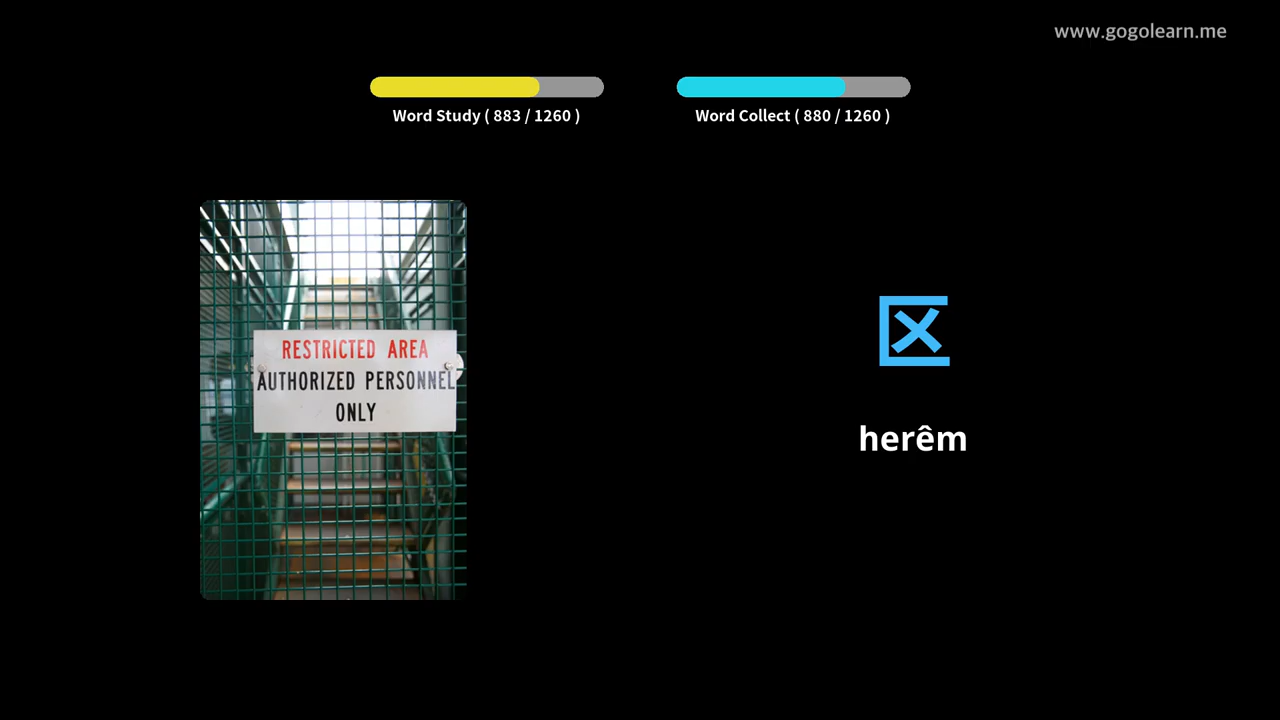 www.gogolearn.me
Word Study ( 883 / 1260 )
Word Collect ( 880 / 1260 )
RESTRICTED AREA
AUTHORIZED PERSONNEL
ONLY
herêm